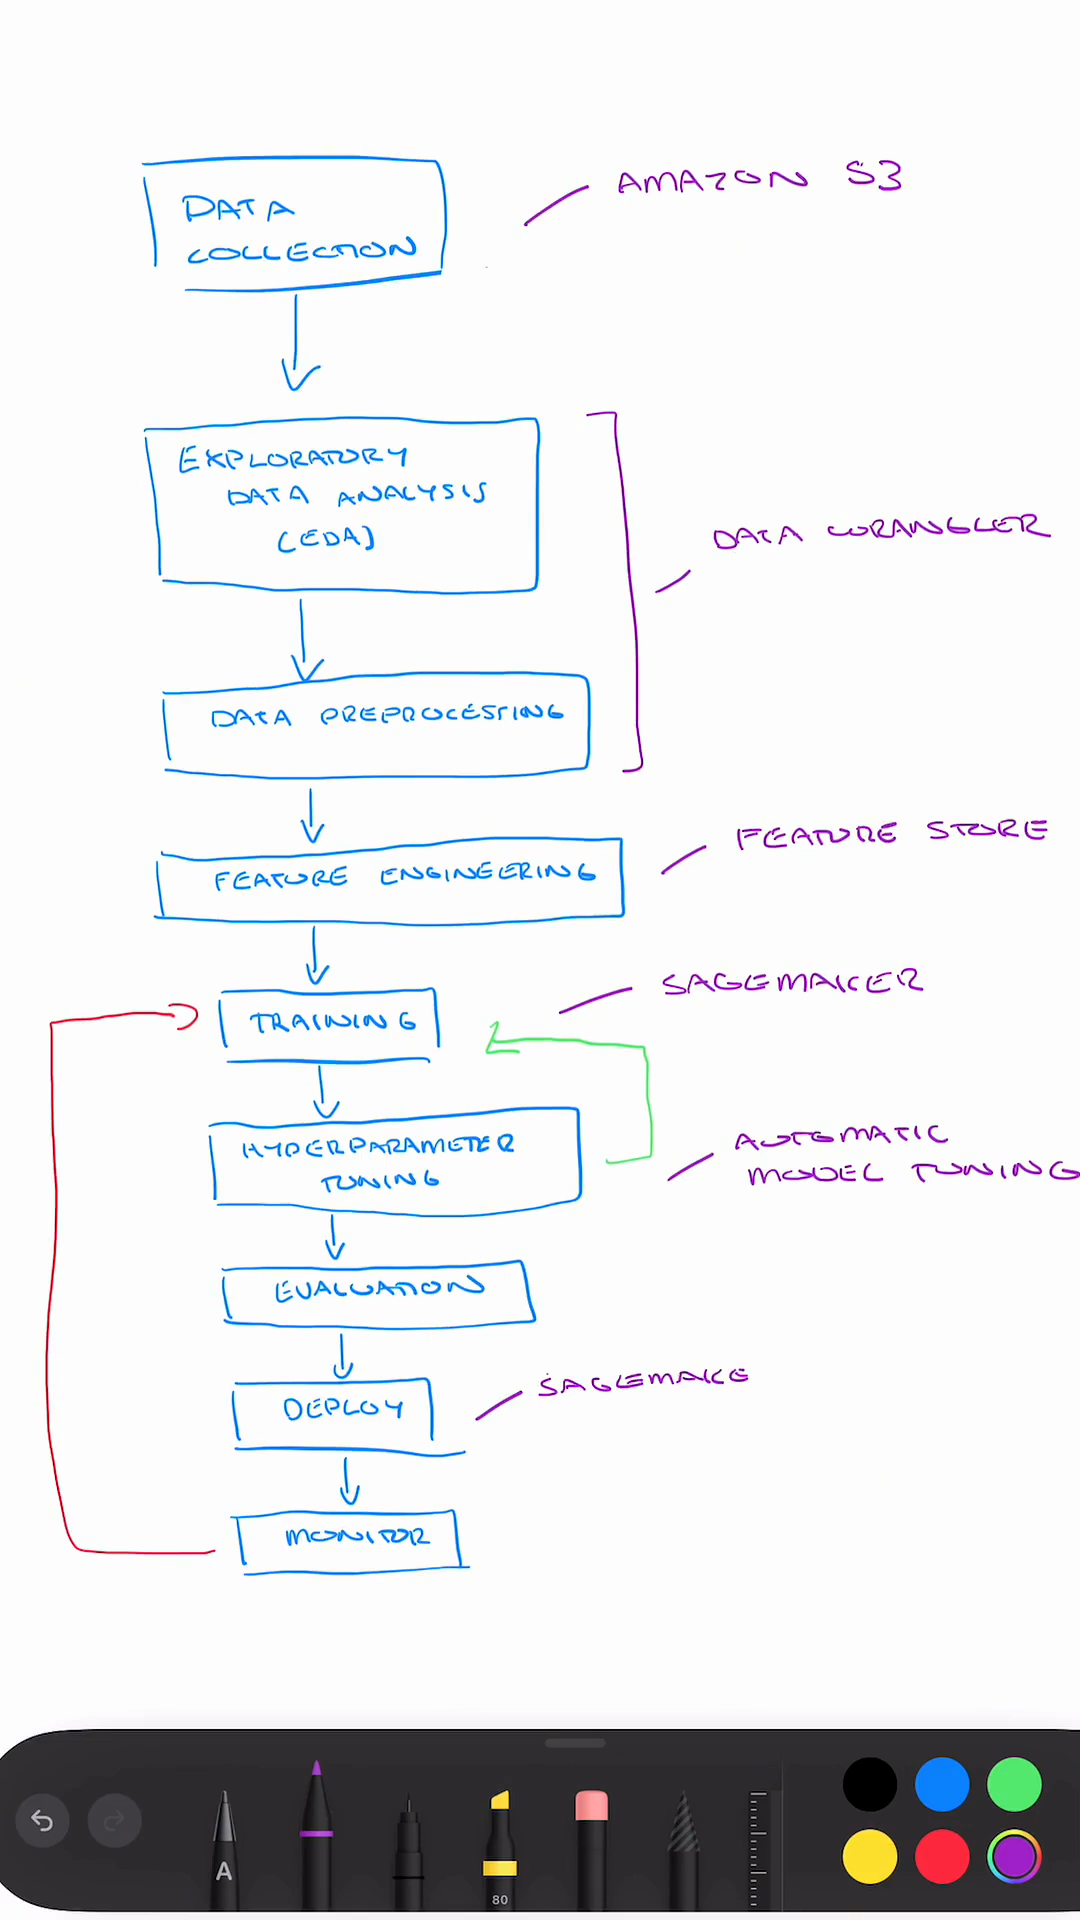 DATA
COLLECTION
AMAZON S3
EXPLORATORY
DATA ANALYSIS
(EDA)
DATA WRANGLER
DATA PREPROCESSING
FEATURE ENGINEERING
FEATURE STORE
TRAINING
SAGEMAKER
HYPERPARAMETER
TUNING
AUTOMATIC
MODEL TUNING
EVALUATION
DEPLOY
SAGEMAKE
MONITOR
A
80